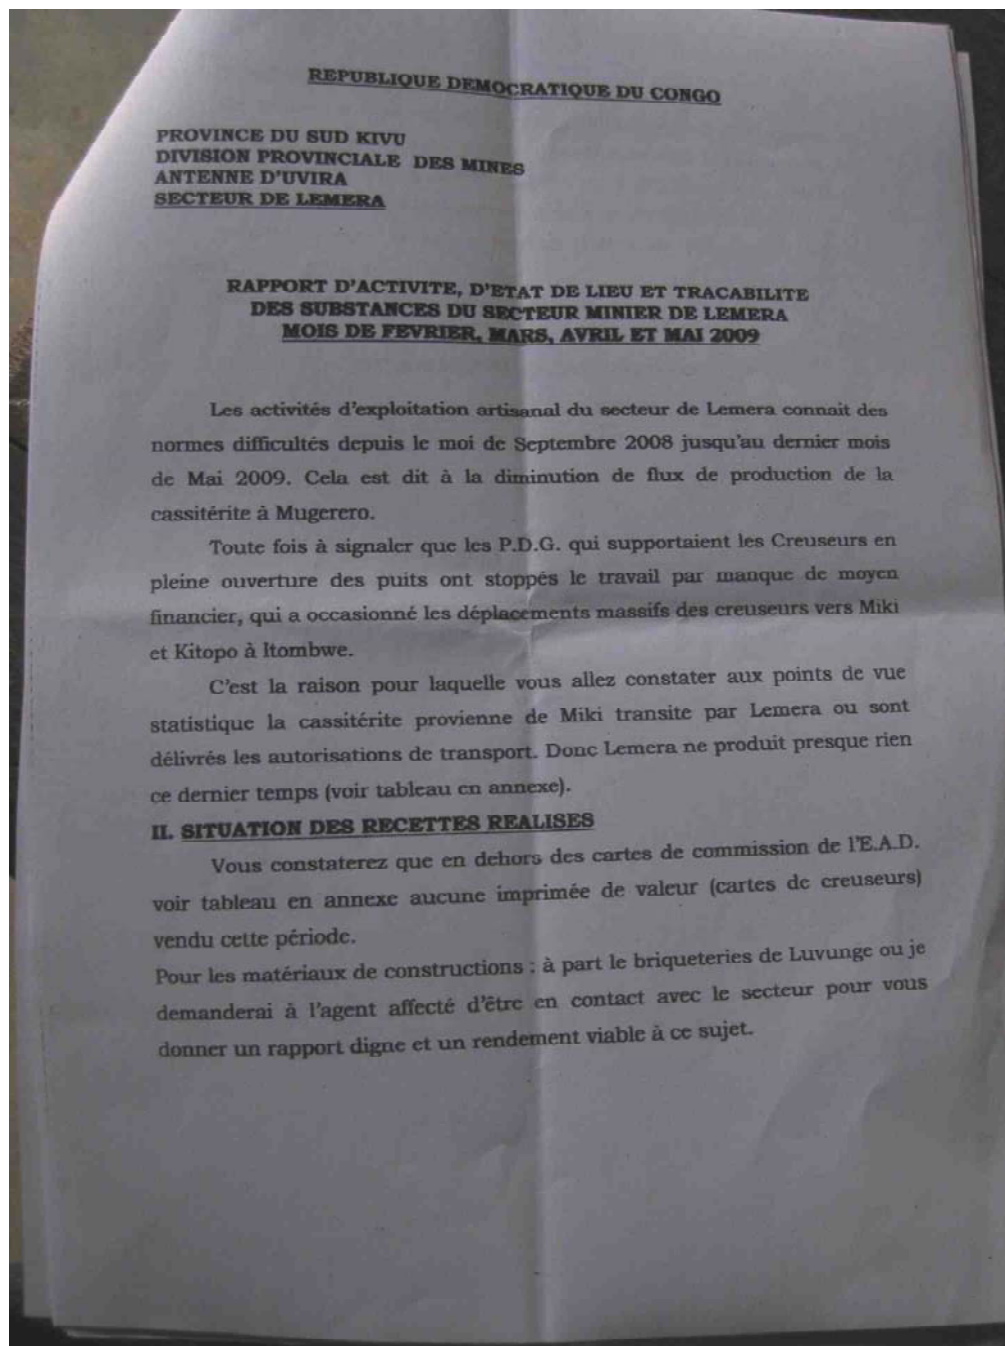 REPUBLIQUE DEMOCRATIQUE DU CONGO
PROVINCE DU SUD KIVU
DIVISION PROVINCIALE DES MINES
ANTENNE D'UVIRA
SECTEUR DE LEMERA
RAPPORT D'ACTIVITE, D'ETAT DE LIEU ET TRACABILITE
DES SUBSTANCES DU SECTEUR MINIER DE LEMERA
MOIS DE FEVRIER, MARS, AVRIL ET MAI 2009
Les activités d'exploitation artisanal du secteur de Lemera connait des
normes difficultés depuis le moi de Septembre 2008 jusqu'au dernier mois
de Mai 2009. Cela est dit à la diminution de flux de production de la
cassitérite à Mugerero.
Toute fois à signaler que les P.D.G. qui supportaient les Creuseurs en
pleine ouverture des puits ont stoppés le travail par manque de moyen
financier, qui a occasionné les déplacements massifs des creuseurs vers Miki
et Kitopo à Itombwe.
C'est la raison pour laquelle vous allez constater aux points de vue
statistique la cassitérite provienne de Miki transite par Lemera ou sont
délivrés les autorisations de transport. Donc Lemera ne produit presque rien
ce dernier temps (voir tableau en annexe).
II. SITUATION DES RECETTES REALISES
Vous constaterez que en dehors des cartes de commission de l'E.A.D.
voir tableau en annexe aucune imprimée de valeur (cartes de creuseurs)
vendu cette période.
Pour les matériaux de constructions : à part le briqueteries de Luvunge ou je
demanderai à l'agent affecté d'être en contact avec le secteur pour vous
donner un rapport digne et un rendement viable à ce sujet.